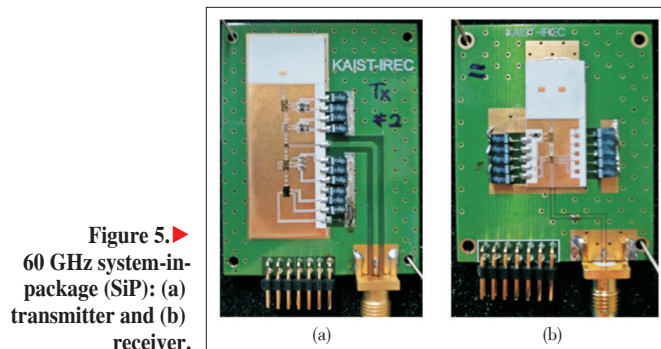 KAIST-IREC
Tx
#2
KAIST-IREC
Figure 5.▶
60 GHz system-in-
package (SiP): (a)
transmitter and (b)
receiver.
(a)
(b)